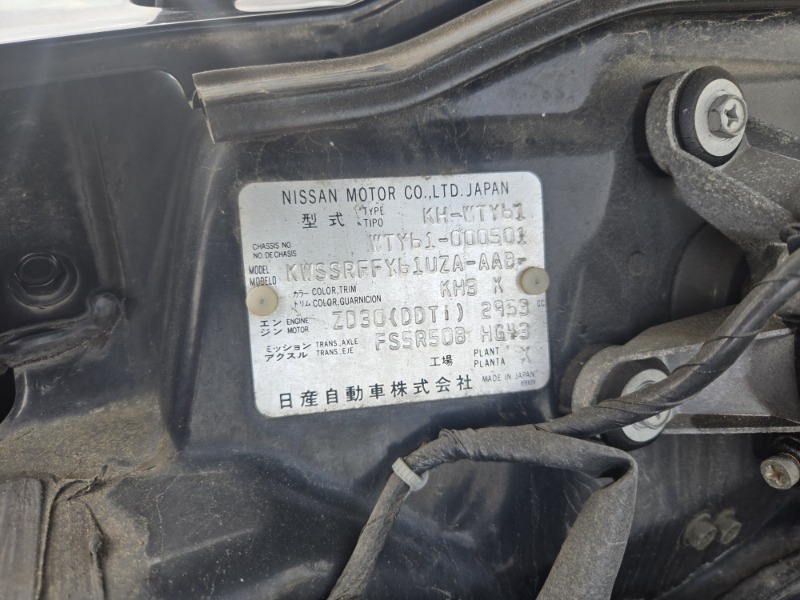 NISSAN MOTOR CO.,LTD.JAPAN
型式 TYPE TIPO KH-WTY61
CHASSIS NO. NO DE CHASIS WTY61-000501
MODEL MODELO KWSSRFFY61UZA-AAB-
カラー COLOR,TRIM トリム COLOR,GUARNICION KH3 K
エンジン ENGINE MOTOR ZD30(DDTi) 2953 cc
ミッション TRANS.,AXLE アクスル TRANS.,EJE FS5R50B HG43
工場 PLANT PLANTA X
日産自動車株式会社 MADE IN JAPAN